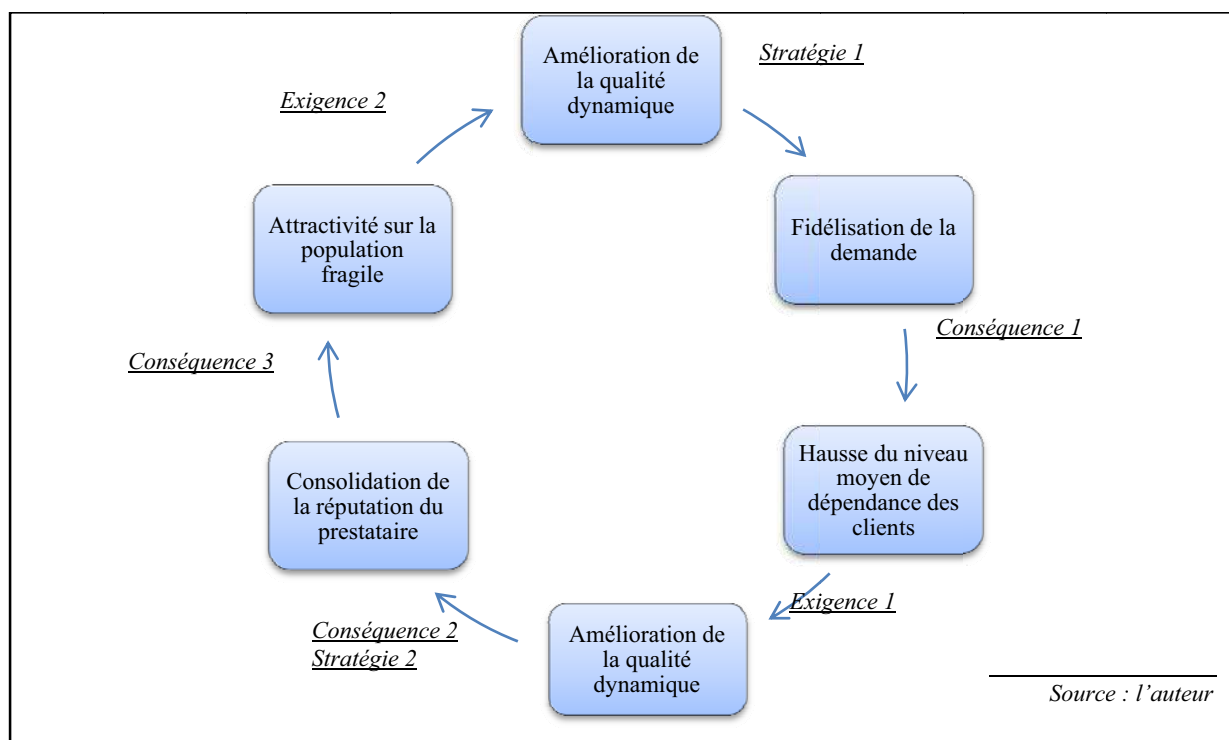 Amélioration de
la qualité
dynamique
Stratégie 1
Exigence 2
Attractivité sur la
population
fragile
Fidélisation de la
demande
Conséquence 1
Conséquence 3
Consolidation de
la réputation du
prestataire
Hausse du niveau
moyen de
dépendance des
clients
Exigence 1
Conséquence 2
Stratégie 2
Amélioration de
la qualité
dynamique
Source : l’auteur